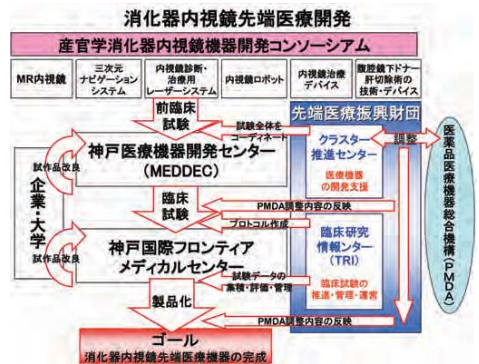 消化器内視鏡先端医療開発
産官学消化器内視鏡機器開発コンソーシアム
MR内視鏡
三次元
ナビゲーション
システム
内視鏡診断・
治療用
レーザーシステム
内視鏡ロボット
内視鏡治療
デバイス
腹腔鏡下ドナー
肝切除術の
技術・デバイス
前臨床
試験
試験全体を
コーディネート
先端医療振興財団
クラスター
推進センター
医療機器
の開発支援
調整
医薬品医療機器総合機構(PMDA)
企業・大学
試作品改良
神戸医療機器開発センター
(MEDDEC)
臨床
試験
PMDA調整内容の反映
プロトコル作成
臨床研究
情報ンター
(TRI)
臨床試験の
推進・管理・運営
試作品改良
神戸国際フロンティア
メディカルセンター
試験データの
集積・評価・管理
製品化
PMDA調整内容の反映
ゴール
消化器内視鏡先端医療機器の完成